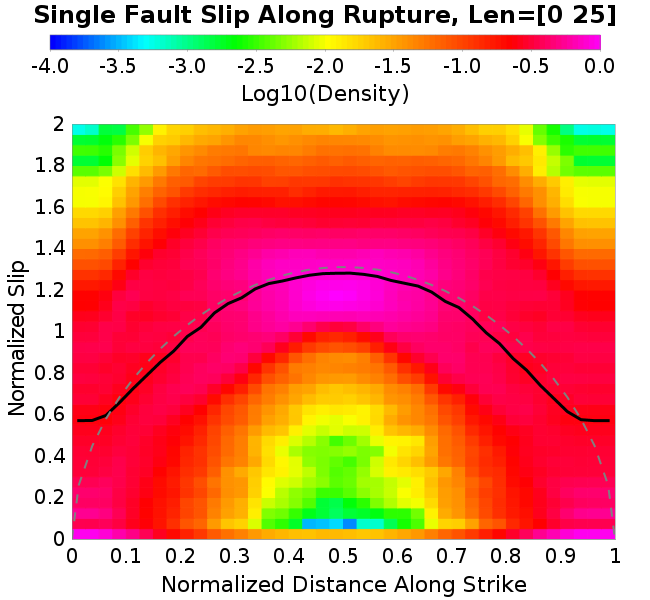 Single Fault Slip Along Rupture, Len=[0 25]
-4.0 -3.5 -3.0 -2.5 -2.0 -1.5 -1.0 -0.5 0.0
Log10(Density)
Normalized Slip
2
1.8
1.6
1.4
1.2
1
0.8
0.6
0.4
0.2
0
0 0.1 0.2 0.3 0.4 0.5 0.6 0.7 0.8 0.9 1
Normalized Distance Along Strike